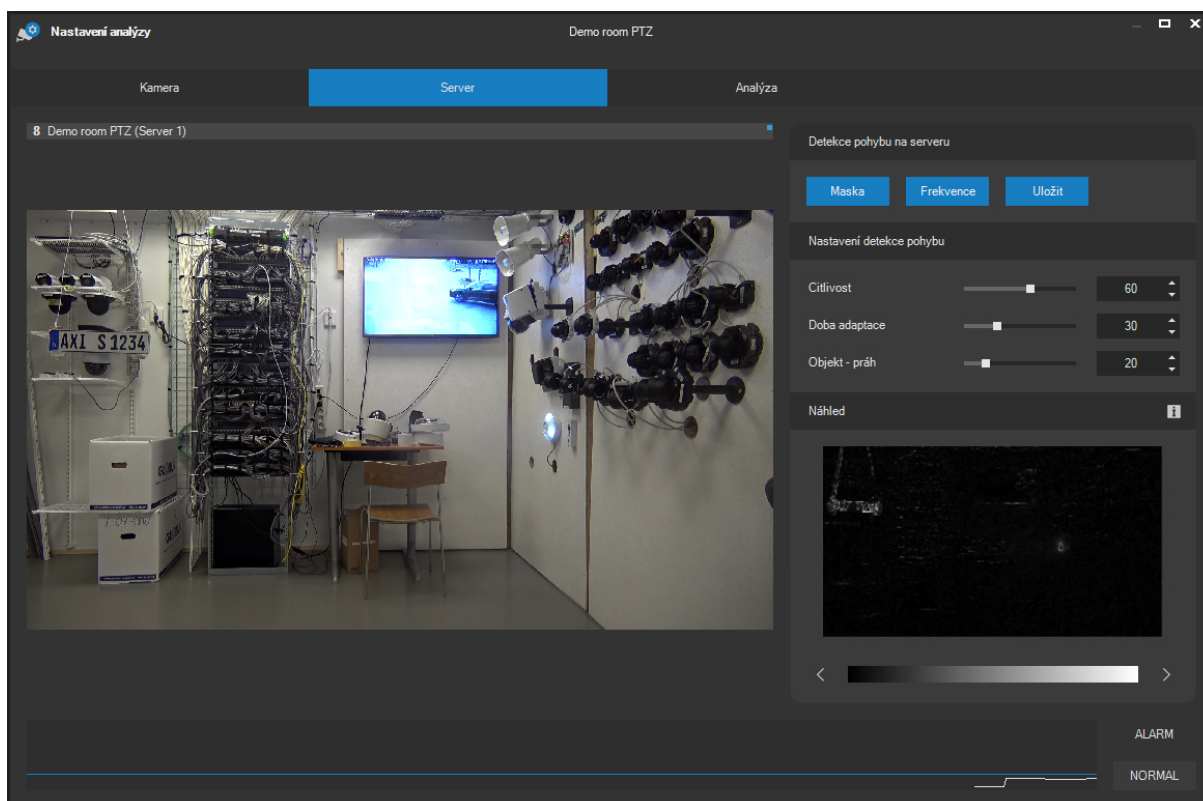 Nastavení analýzy
Demo room PTZ
Kamera
Server
Analýza
8 Demo room PTZ (Server 1)
Detekce pohybu na serveru
Maska
Frekvence
Uložit
Nastavení detekce pohybu
Citlivost
60
Doba adaptace
30
Objekt - práh
20
Náhled
AXI S 1234
ALARM
NORMAL